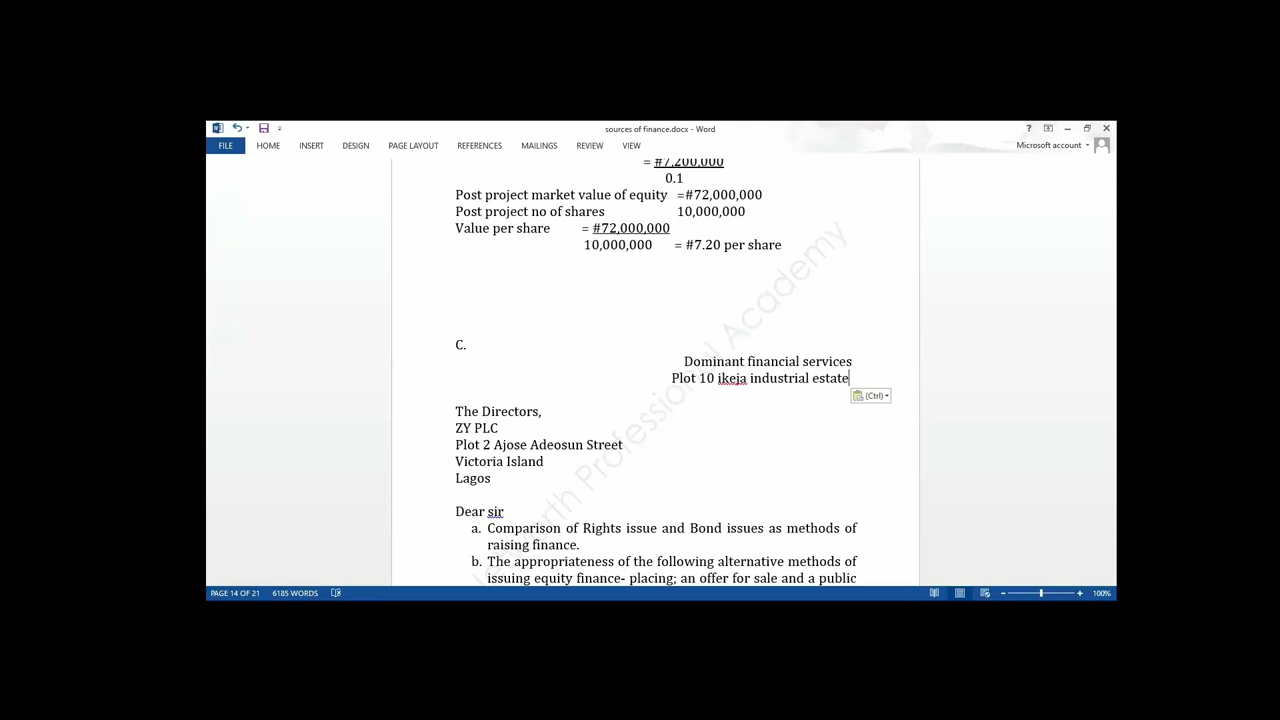 sources of finance.docx - Word
?
FILE HOME INSERT DESIGN PAGE LAYOUT REFERENCES MAILINGS REVIEW VIEW Microsoft account
= #7,200,000
0.1
Post project market value of equity =#72,000,000
Post project no of shares 10,000,000
Value per share = #72,000,000
10,000,000 = #7.20 per share
C.
Dominant financial services
Plot 10 ikeja industrial estate
(Ctrl)
The Directors,
ZY PLC
Plot 2 Ajose Adeosun Street
Victoria Island
Lagos
Dear sir
a. Comparison of Rights issue and Bond issues as methods of
raising finance.
b. The appropriateness of the following alternative methods of
issuing equity finance- placing; an offer for sale and a public
Professional Academy
PAGE 14 OF 21 6185 WORDS 100%